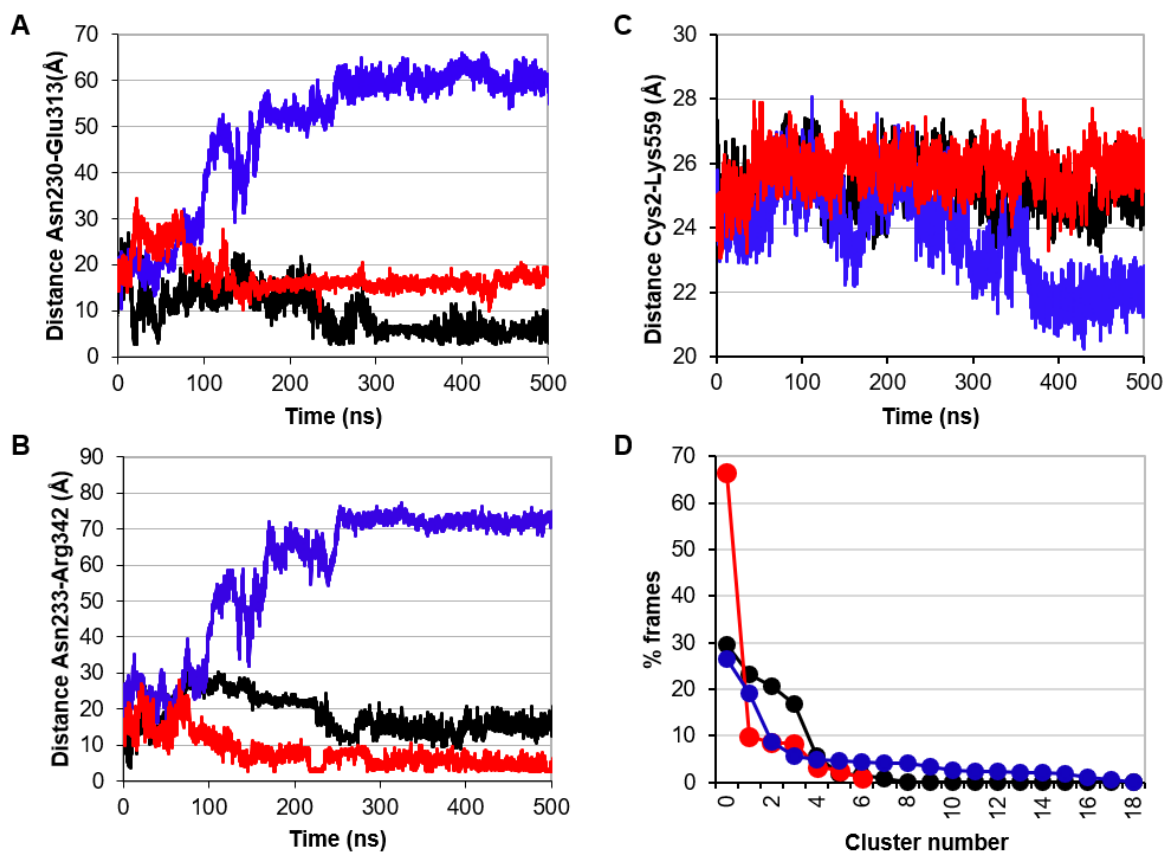 A
Distance Asn230-Glu313(Å)
70
60
50
40
30
20
10
0
0 100 200 300 400 500
Time (ns)
B
Distance Asn233-Arg342 (Å)
90
80
70
60
50
40
30
20
10
0
0 100 200 300 400 500
Time (ns)
C
Distance Cys2-Lys559 (Å)
30
28
26
24
22
20
0 100 200 300 400 500
Time (ns)
D
% frames
70
60
50
40
30
20
10
0
0 2 4 6 8 10 12 14 16 18
Cluster number